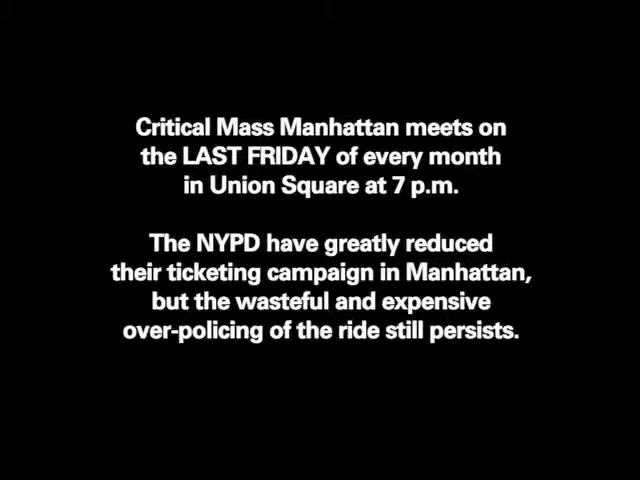 Critical Mass Manhattan meets on
the LAST FRIDAY of every month
in Union Square at 7 p.m.
The NYPD have greatly reduced
their ticketing campaign in Manhattan,
but the wasteful and expensive
over-policing of the ride still persists.